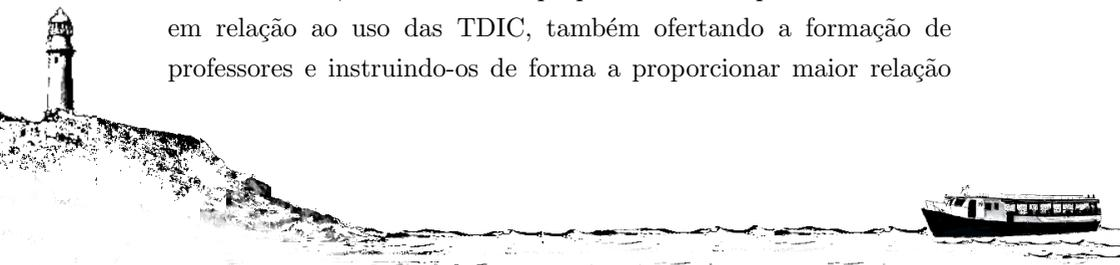 em relação ao uso das TDIC, também ofertando a formação de
professores e instruindo-os de forma a proporcionar maior relação